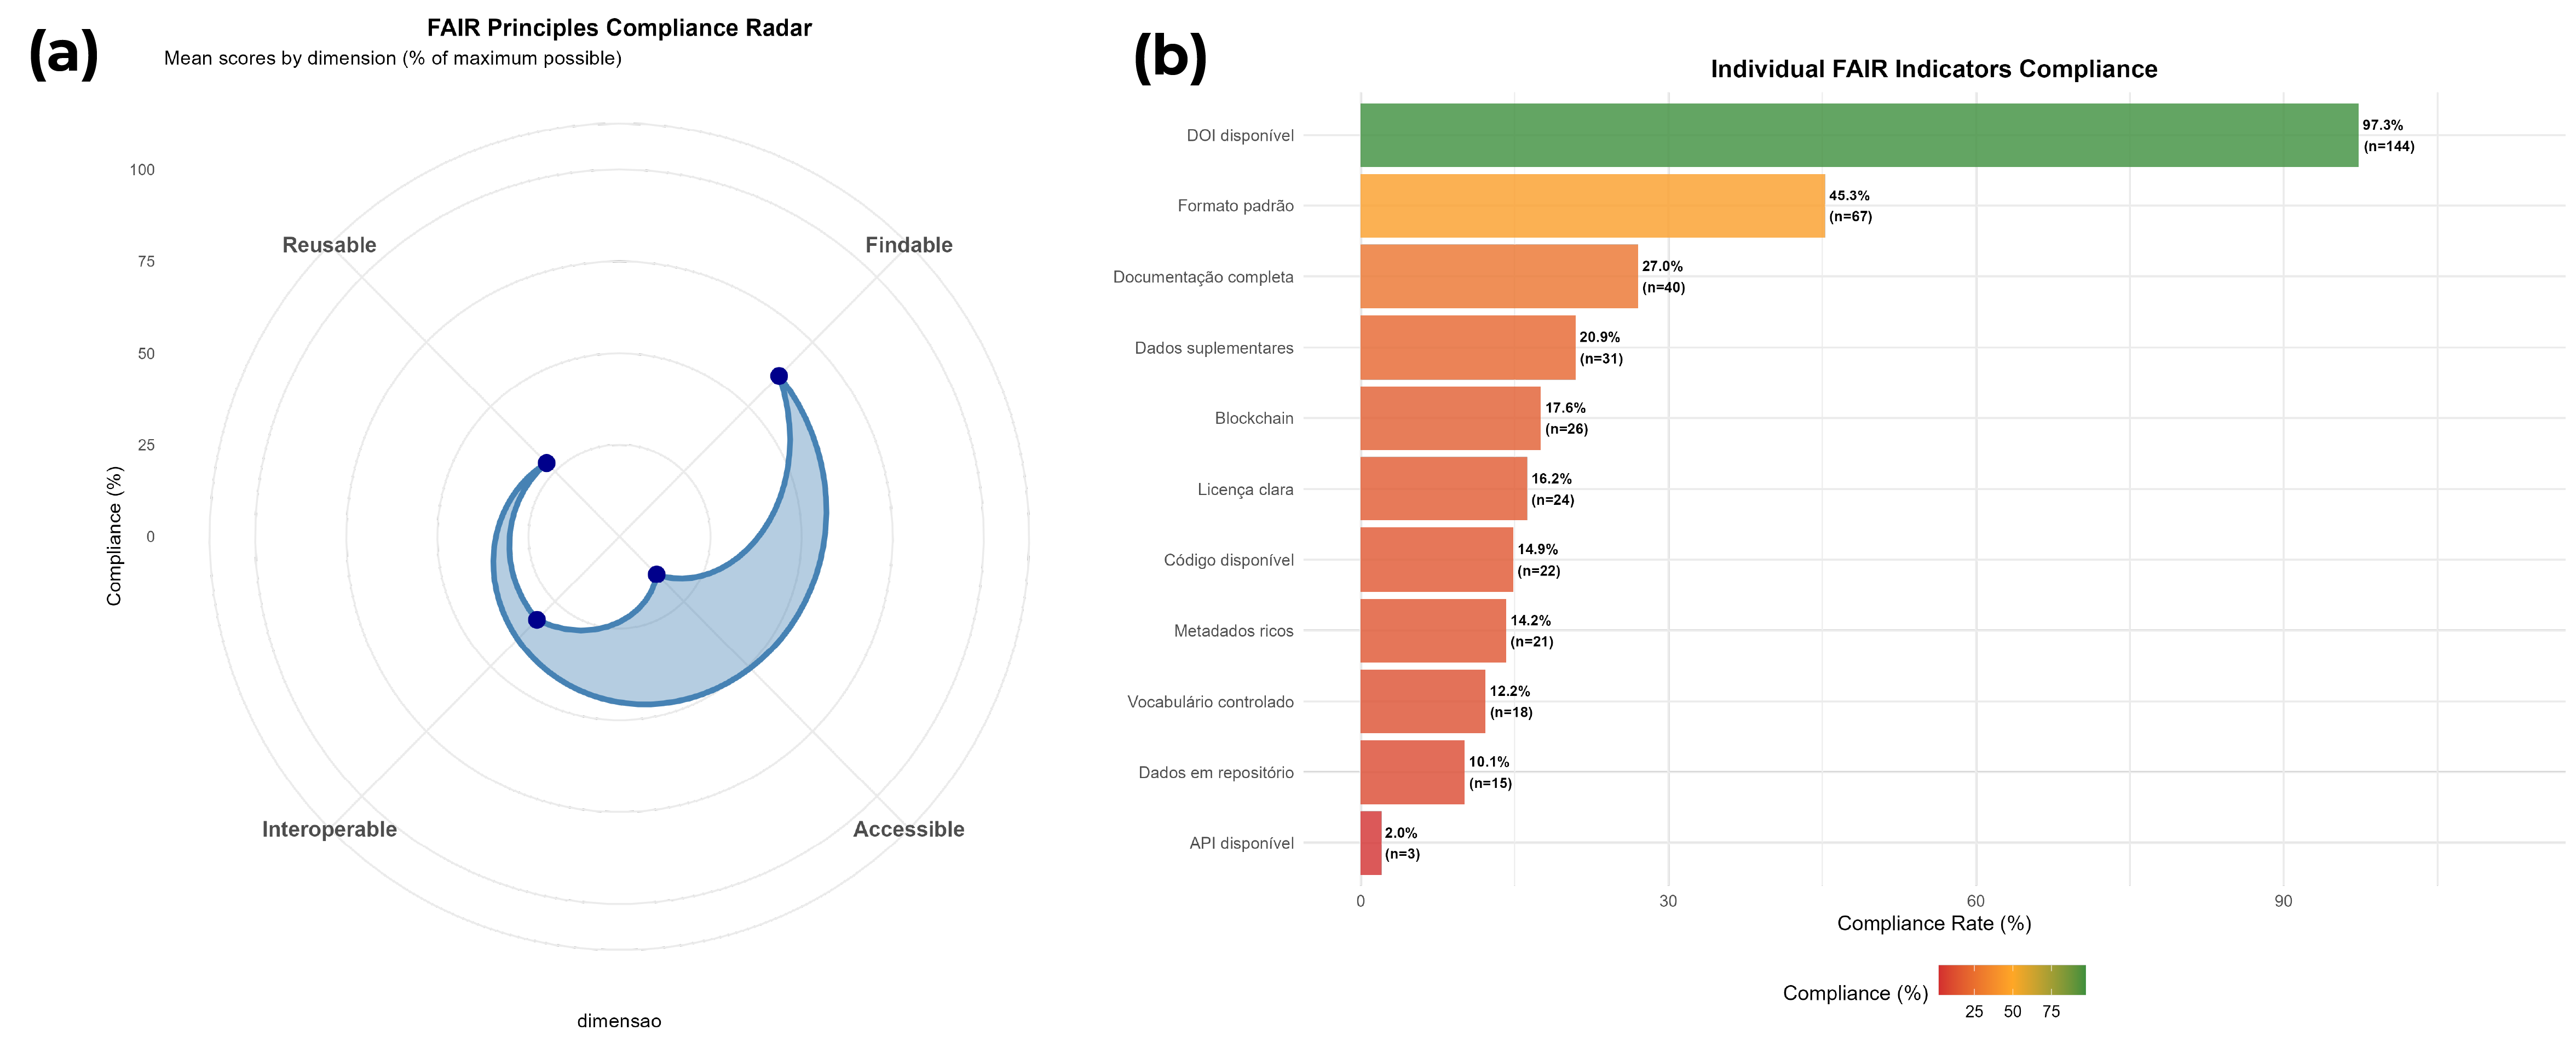 (a)
FAIR Principles Compliance Radar
Mean scores by dimension (% of maximum possible)
Compliance (%)
100
75
50
25
0
Reusable
Findable
Interoperable
Accessible
dimensao
(b)
Individual FAIR Indicators Compliance
DOI disponível
97.3%
(n=144)
Formato padrão
45.3%
(n=67)
Documentação completa
27.0%
(n=40)
Dados suplementares
20.9%
(n=31)
Blockchain
17.6%
(n=26)
Licença clara
16.2%
(n=24)
Código disponível
14.9%
(n=22)
Metadados ricos
14.2%
(n=21)
Vocabulário controlado
12.2%
(n=18)
Dados em repositório
10.1%
(n=15)
API disponível
2.0%
(n=3)
0 30 60 90
Compliance Rate (%)
Compliance (%)
25 50 75